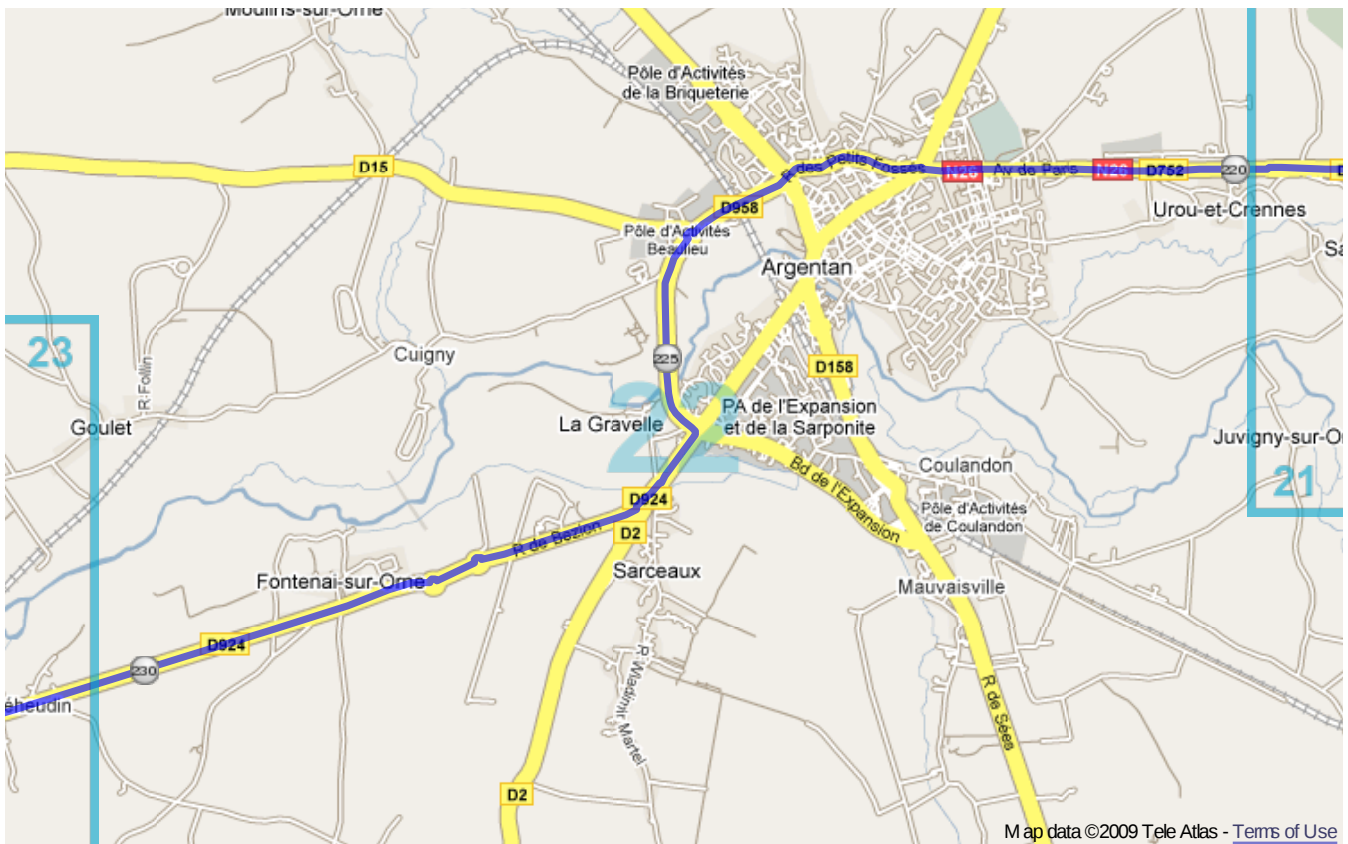 Moulins-sur-Orne
Pôle d'Activités
de la Briqueterie
D15
R des Petits Fossés
N26
Av de Paris
N26
D752
220
D958
Urou-et-Crennes
Pôle d'Activités
Beaulieu
Argentan
23
Cuigny
225
D158
R. Follin
22
PA de l'Expansion
et de la Sarponite
La Gravelle
Goulet
Juvigny-sur-O
Coulandon
21
Bd de l'Expansion
D924
Pôle d'Activités
de Coulandon
R de Bezion
D2
Sarceaux
Fontenai-sur-Orne
Mauvaisville
D924
230
R. Wladimir Martel
éheudin
R de Sées
D2
Map data ©2009 Tele Atlas - Terms of Use